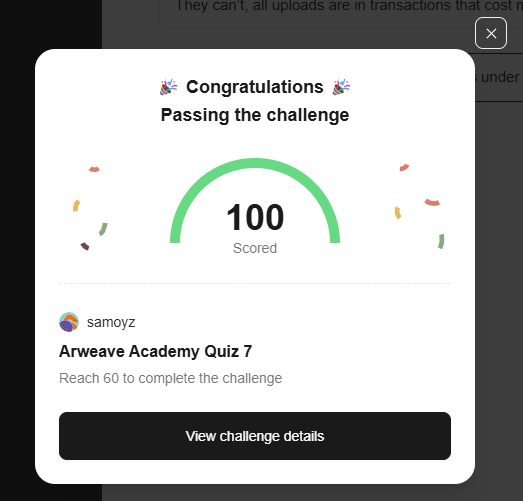 They can't, all uploads are in transactions that cost m
s under
Congratulations
Passing the challenge
100
Scored
samoyz
Arweave Academy Quiz 7
Reach 60 to complete the challenge
View challenge details